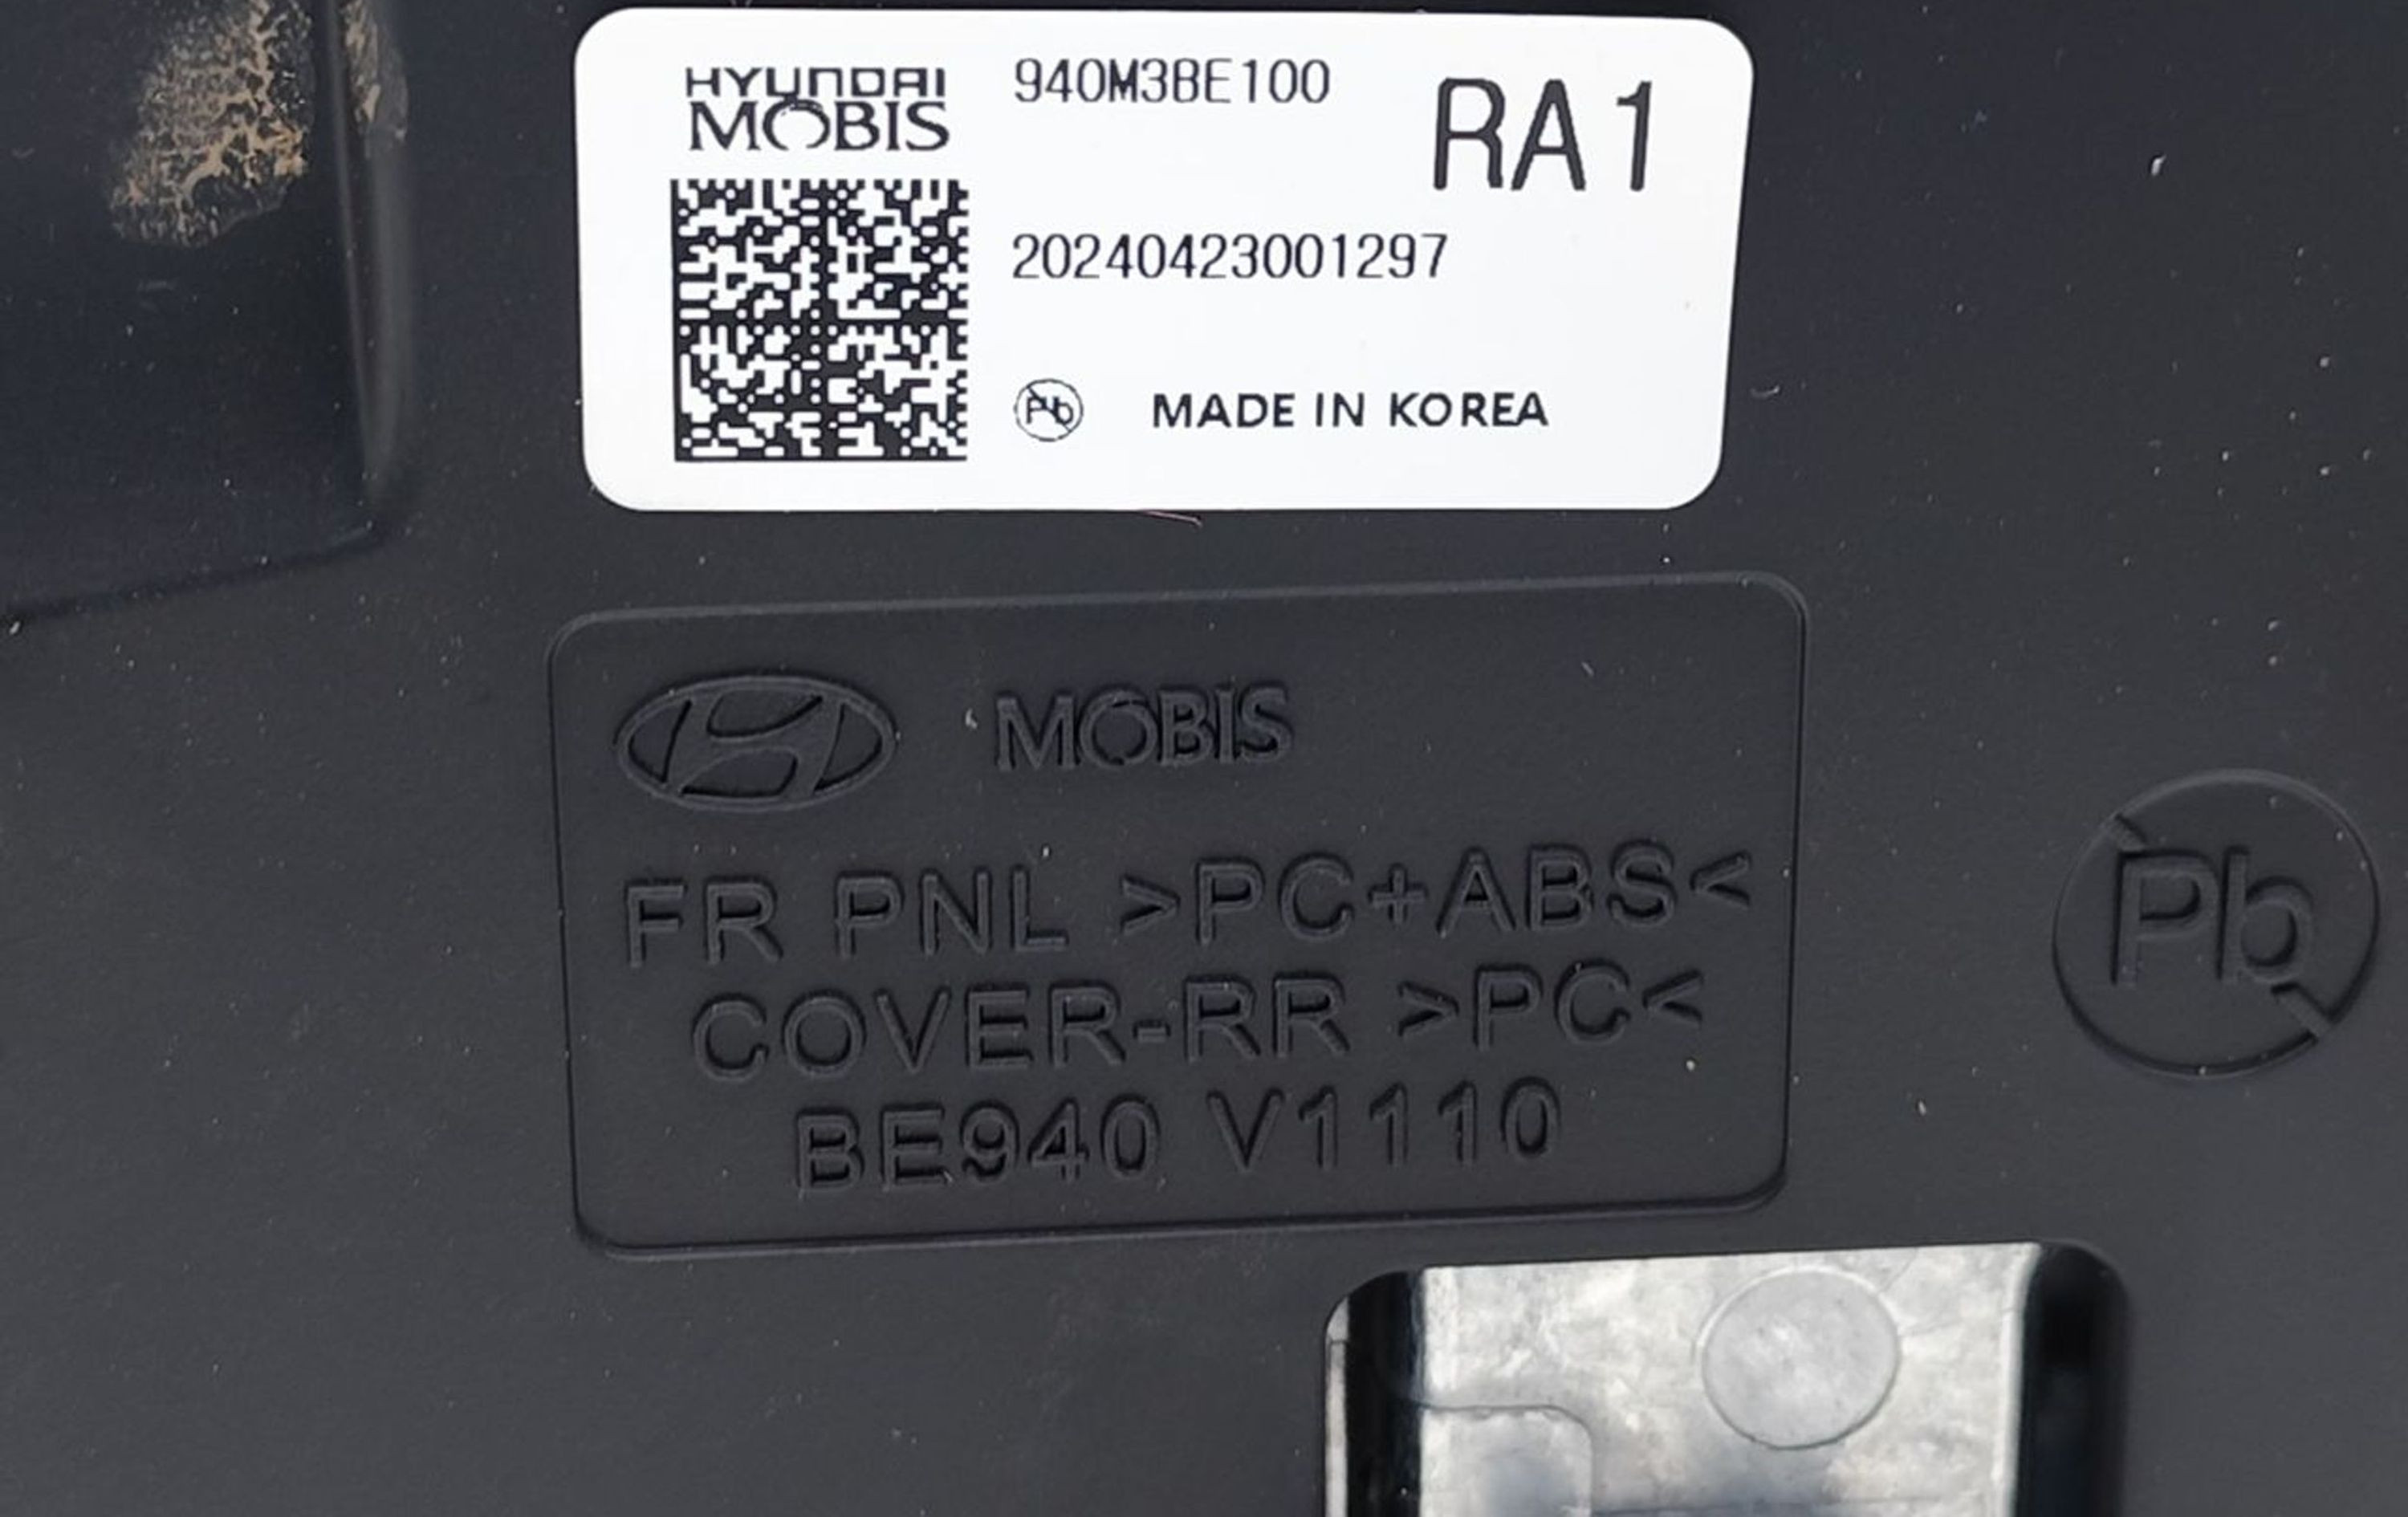 HYUNDAI
MOBIS
940M3BE100
RA1
20240423001297
Pb
MADE IN KOREA
MOBIS
FR PNL >PC+ABS<
COVER-RR >PC<
BE940 V1110
Pb